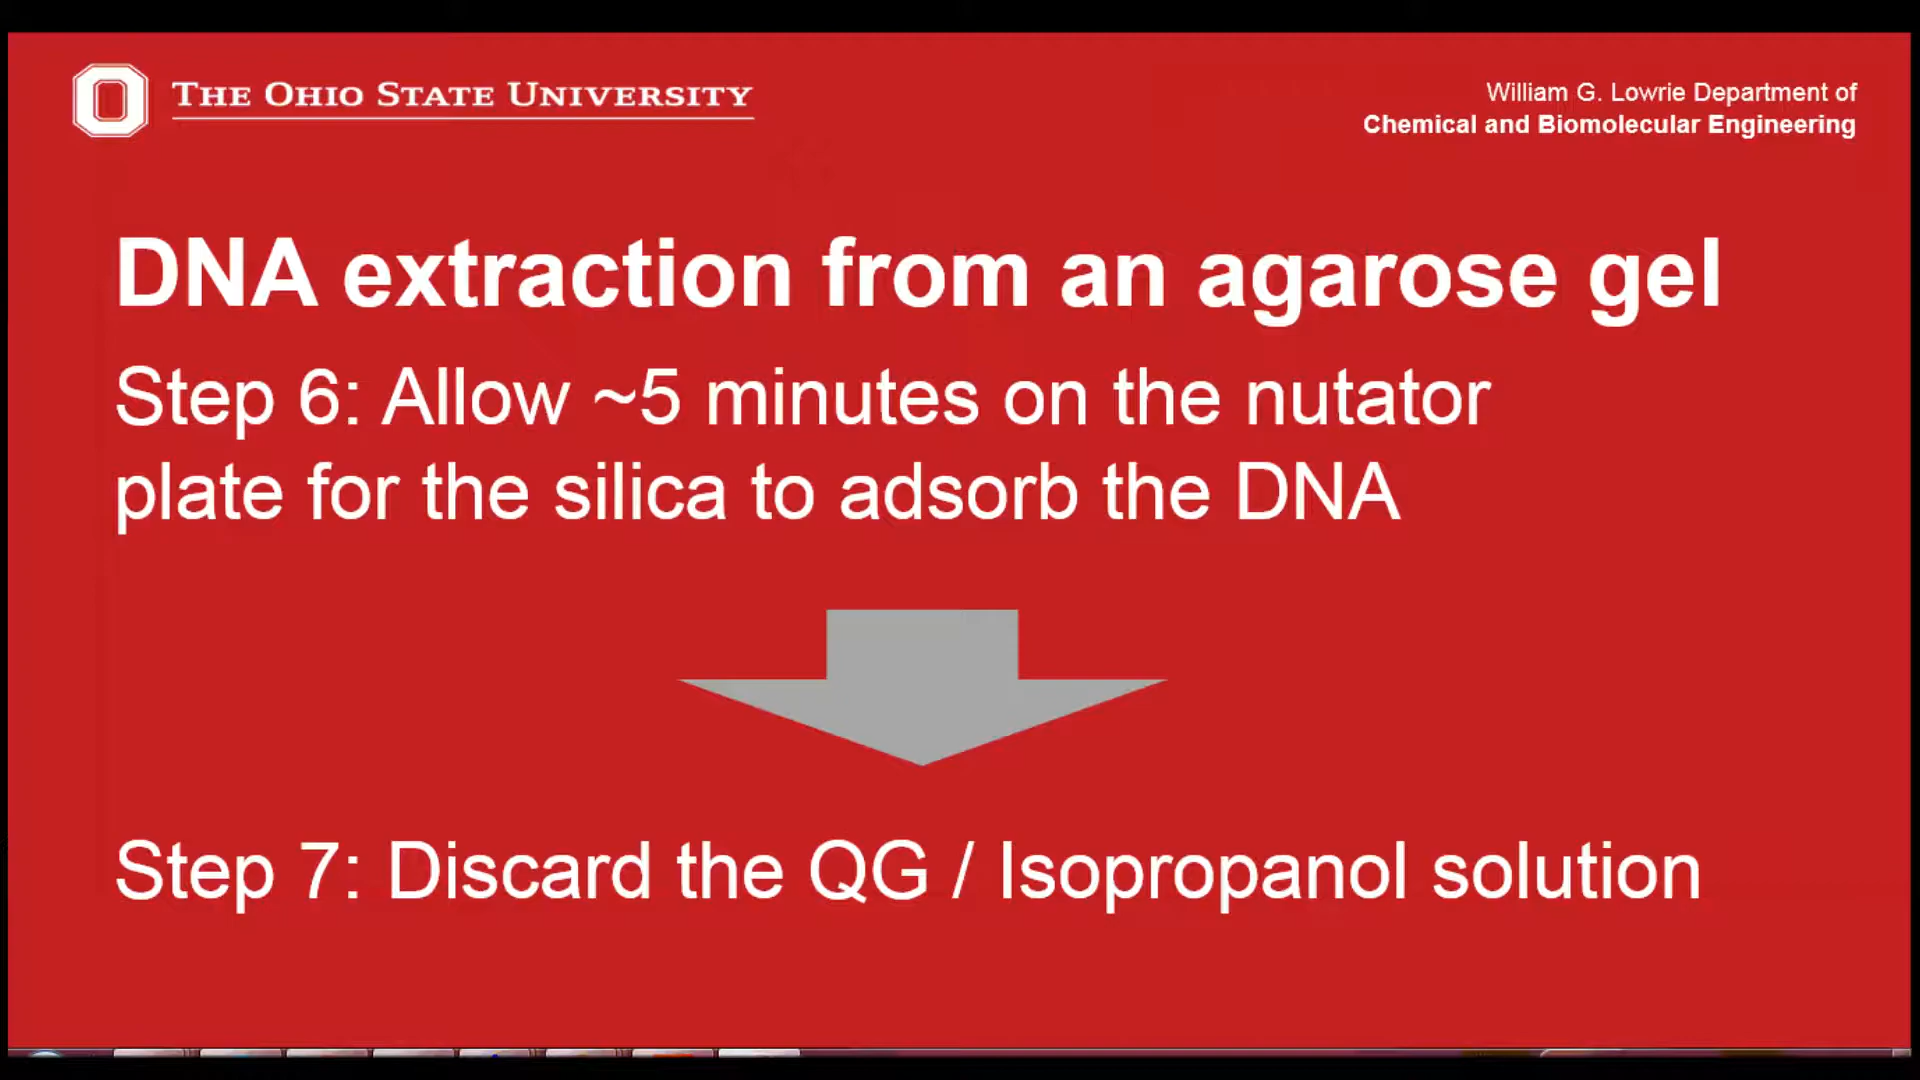 THE OHIO STATE UNIVERSITY
William G. Lowrie Department of
Chemical and Biomolecular Engineering
DNA extraction from an agarose gel
Step 6: Allow ~5 minutes on the nutator
plate for the silica to adsorb the DNA
Step 7: Discard the QG / Isopropanol solution